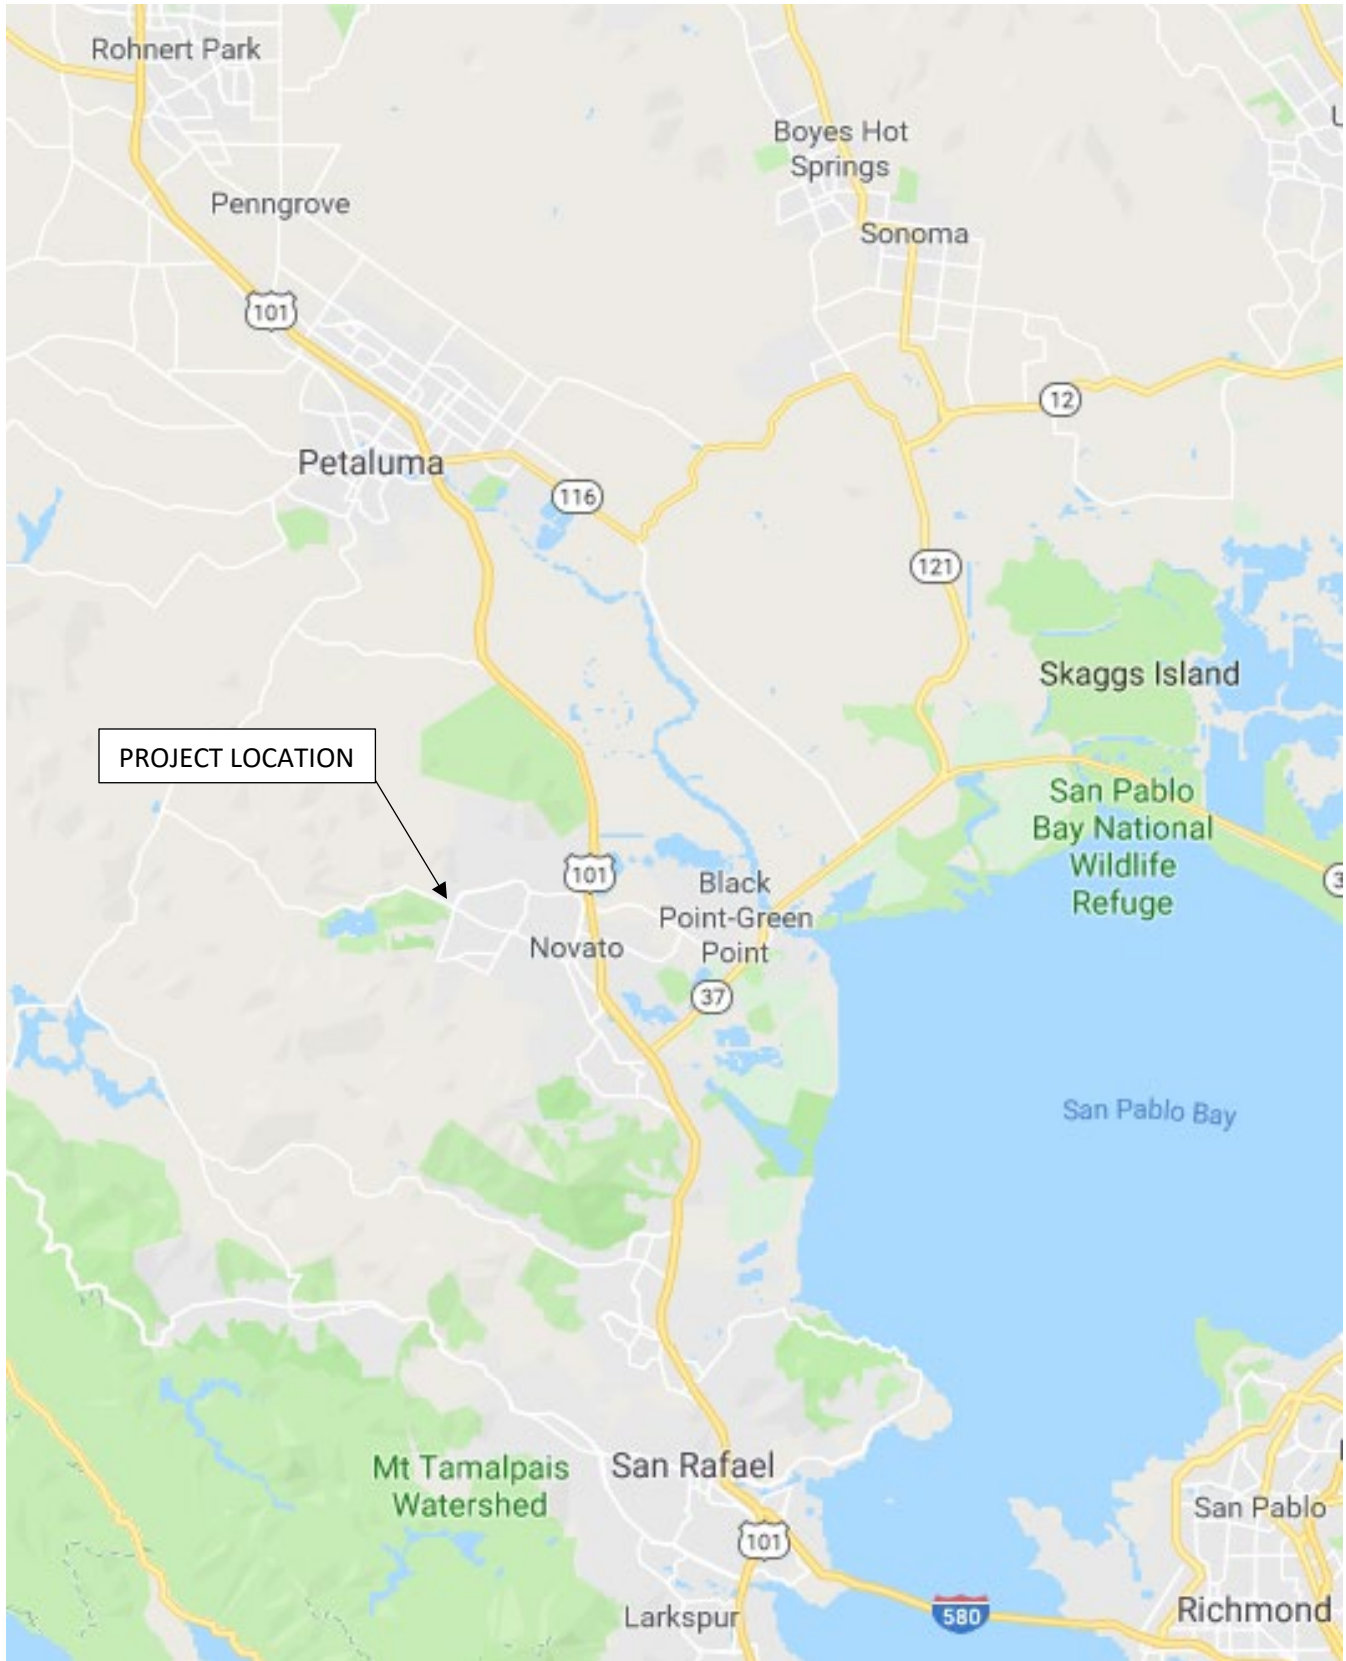 Rohnert Park
Boyes Hot
Springs
Penngrove
Sonoma
101
12
Petaluma
116
121
Skaggs Island
PROJECT LOCATION
San Pablo
Bay National
Wildlife
Refuge
101
Black
Point-Green
Point
Novato
37
San Pablo Bay
Mt Tamalpais
Watershed
San Rafael
San Pablo
101
580
Larkspur
Richmond